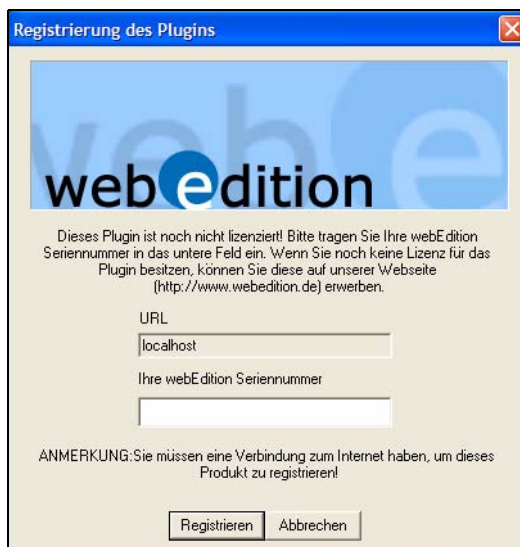 Registrierung des Plugins
web edition
Dieses Plugin ist noch nicht lizenziert! Bitte tragen Sie Ihre webEdition
Seriennummer in das untere Feld ein. Wenn Sie noch keine Lizenz für das
Plugin besitzen, können Sie diese auf unserer Webseite
(http://www.webedition.de) erwerben.
URL
localhost
Ihre webEdition Seriennummer
ANMERKUNG:Sie müssen eine Verbindung zum Internet haben, um dieses
Produkt zu registrieren!
Registrieren
Abbrechen